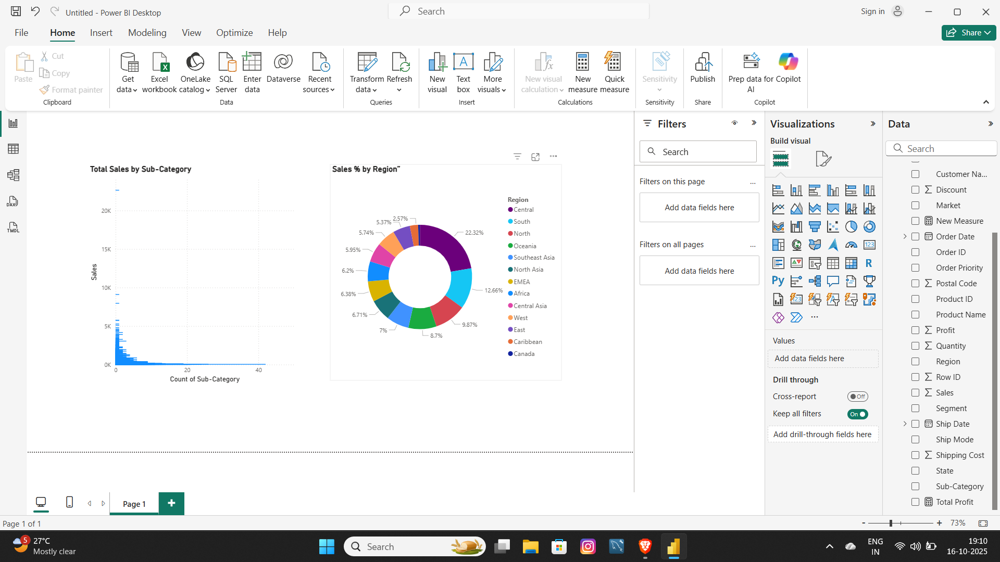 Untitled - Power BI Desktop
Search
Sign in
File
Home
Insert
Modeling
View
Optimize
Help
Share
Paste
Cut
Copy
Format painter
Clipboard
Get data
Excel workbook
OneLake catalog
SQL Server
Enter data
Dataverse
Recent sources
Data
Transform data
Refresh
Queries
New visual
Text box
More visuals
Insert
New visual calculation
New measure
Quick measure
Calculations
Sensitivity
Sensitivity
Publish
Share
Prep data for AI
Copilot
Copilot
DAX
TMDL
Total Sales by Sub-Category
Sales
20K
15K
10K
5K
0K
0
20
40
Count of Sub-Category
Sales % by Region”
22.32%
12.66%
9.87%
8.7%
7%
6.71%
6.38%
6.2%
5.95%
5.74%
5.37%
2.57%
Region
Central
South
North
Oceania
Southeast Asia
North Asia
EMEA
Africa
Central Asia
West
East
Caribbean
Canada
Filters
Search
Filters on this page
...
Add data fields here
Filters on all pages
...
Add data fields here
Visualizations
Build visual
123
R
Py
123
...
Values
Add data fields here
Drill through
Cross-report
Off
Keep all filters
On
Add drill-through fields here
Data
Search
Customer Na...
Discount
Market
New Measure
Order Date
Order ID
Order Priority
Postal Code
Product ID
Product Name
Profit
Quantity
Region
Row ID
Sales
Segment
Ship Date
Ship Mode
Shipping Cost
State
Sub-Category
Total Profit
Page 1
Page 1 of 1
- + 73%
5
27°C
Mostly clear
Search
ENG
IN
19:10
16-10-2025